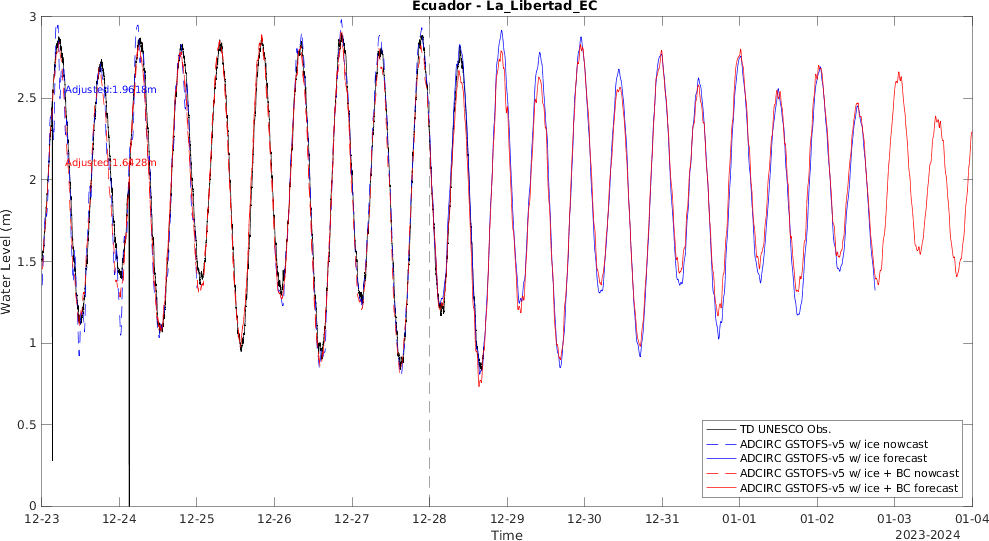 Ecuador - La_Libertad_EC
3
2.5
2
1.5
1
0.5
0
Water Level (m)
Adjusted:1.9618m
Adjusted:1.6428m
TD UNESCO Obs.
ADCIRC GSTOFS-v5 w/ ice nowcast
ADCIRC GSTOFS-v5 w/ ice forecast
ADCIRC GSTOFS-v5 w/ ice + BC nowcast
ADCIRC GSTOFS-v5 w/ ice + BC forecast
12-23 12-24 12-25 12-26 12-27 12-28 12-29 12-30 12-31 01-01 01-02 01-03 01-04
Time
2023-2024